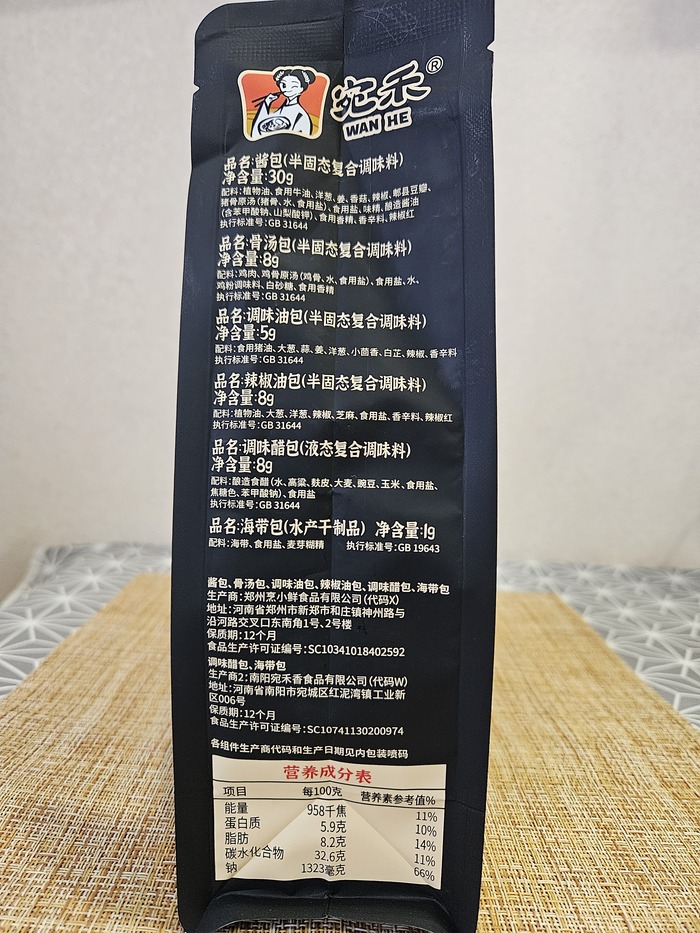 宛禾®
WAN HE
品名:酱包(半固态复合调味料)
净含量:30g
配料:植物油、食用牛油、洋葱、姜、香菇、辣椒、郫县豆瓣、
猪骨原汤(猪骨、水、食用盐)、食用盐、味精、酿造酱油
(含苯甲酸钠、山梨酸钾)、食用香精、香辛料、辣椒红
执行标准号:GB 31644
品名:骨汤包(半固态复合调味料)
净含量:8g
配料:鸡肉、鸡骨原汤(鸡骨、水、食用盐)、食用盐、水、
鸡粉调味料、白砂糖、食用香精
执行标准号:GB 31644
品名:调味油包(半固态复合调味料)
净含量:5g
配料:食用猪油、大葱、蒜、姜、洋葱、小茴香、白芷、辣椒、香辛料
执行标准号:GB 31644
品名:辣椒油包(半固态复合调味料)
净含量:8g
配料:植物油、大葱、洋葱、辣椒、芝麻、食用盐、香辛料、辣椒红
执行标准号:GB 31644
品名:调味醋包(液态复合调味料)
净含量:8g
配料:酿造食醋(水、高粱、麸皮、大麦、豌豆、玉米、食用盐、
焦糖色、苯甲酸钠)、食用盐
执行标准号:GB 31644
品名:海带包(水产干制品) 净含量:1g
配料:海带、食用盐、麦芽糊精 执行标准号:GB 19643
酱包、骨汤包、调味油包、辣椒油包、调味醋包、海带包
生产商:郑州烹小鲜食品有限公司(代码X)
地址:河南省郑州市新郑市和庄镇神州路与
沿河路交叉口东南角1号、2号楼
保质期:12个月
食品生产许可证编号:SC10341018402592
调味醋包、海带包
生产商2:南阳宛禾香食品有限公司(代码W)
地址:河南省南阳市宛城区红泥湾镇工业新
区006号
保质期:12个月
食品生产许可证编号:SC10741130200974
各组件生产商代码和生产日期见内包装喷码
营养成分表
项目 每100克 营养素参考值%
能量 958千焦 11%
蛋白质 5.9克 10%
脂肪 8.2克 14%
碳水化合物 32.6克 11%
钠 1323毫克 66%